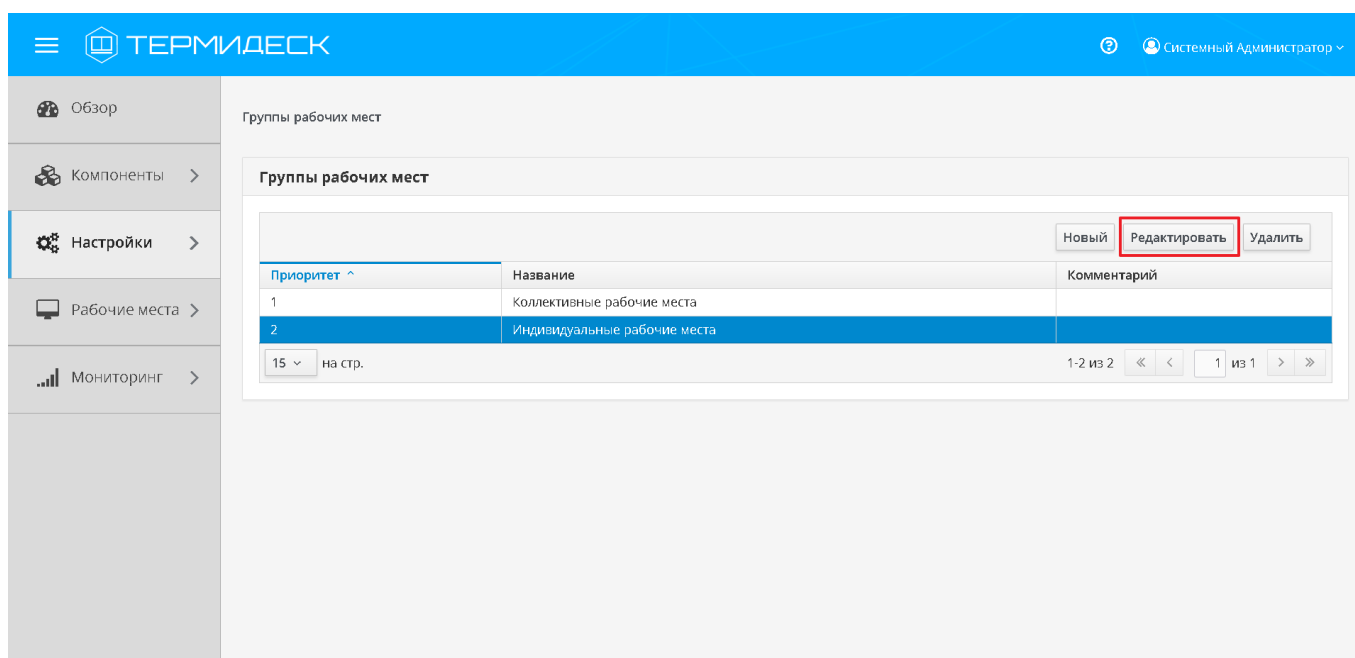 ТЕРМИДЕСК
Системный Администратор
Обзор
Компоненты
Настройки
Рабочие места
Мониторинг
Группы рабочих мест
Группы рабочих мест
Новый Редактировать Удалить
Приоритет Название Комментарий
1 Коллективные рабочие места
2 Индивидуальные рабочие места
15 на стр. 1-2 из 2 1 из 1